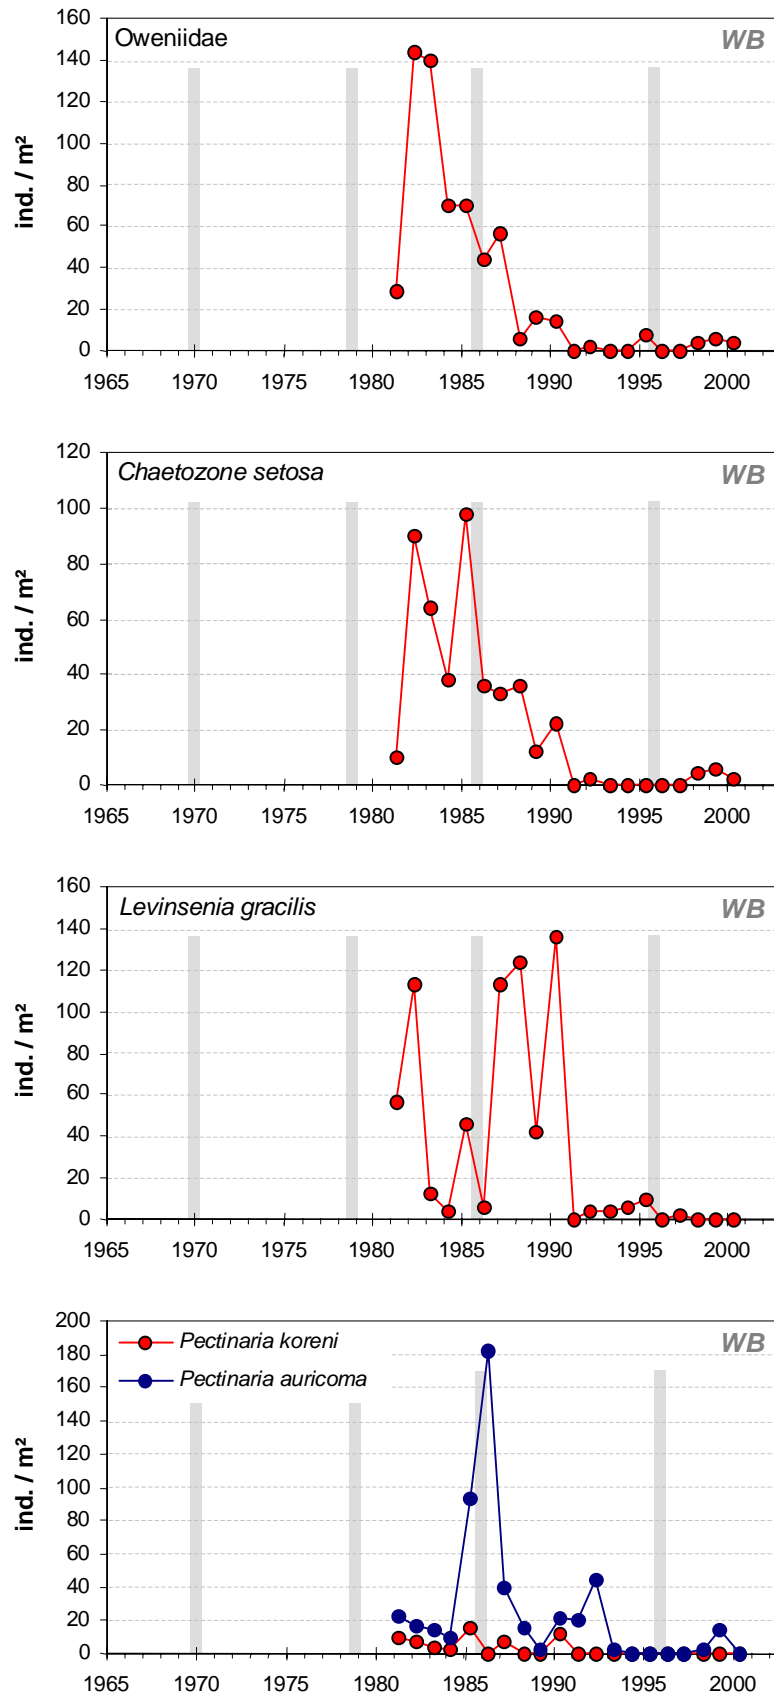 160
Oweniidae
WB
140
120
100
80
60
40
20
0
ind. / m²
1965 1970 1975 1980 1985 1990 1995 2000
120
Chaetozone setosa
WB
100
80
60
40
20
0
ind. / m²
1965 1970 1975 1980 1985 1990 1995 2000
160
Levinsenia gracilis
WB
140
120
100
80
60
40
20
0
ind. / m²
1965 1970 1975 1980 1985 1990 1995 2000
200
Pectinaria koreni
WB
180
Pectinaria auricoma
160
140
120
100
80
60
40
20
0
ind. / m²
1965 1970 1975 1980 1985 1990 1995 2000